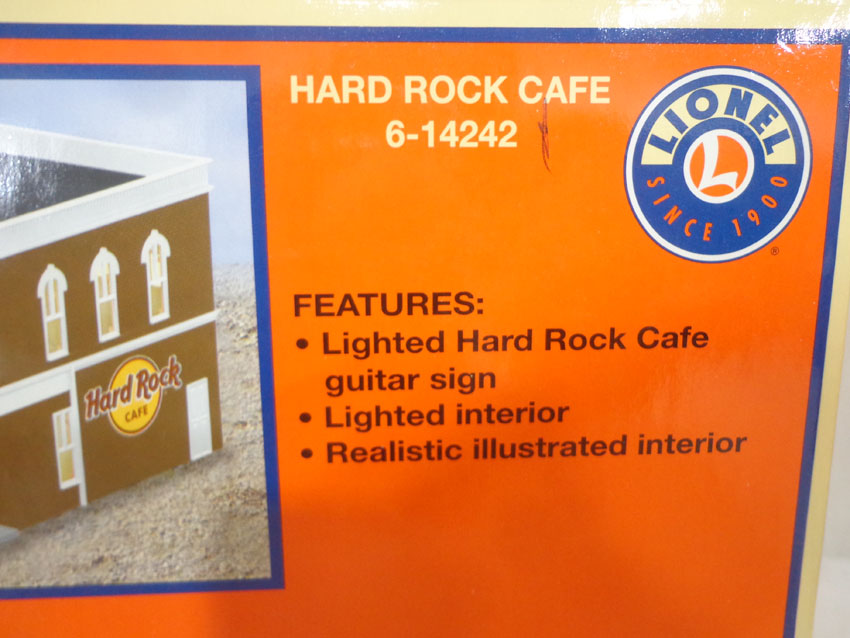 HARD ROCK CAFE
6-14242
LIONEL
L
SINCE 1900
®
FEATURES:
• Lighted Hard Rock Cafe
guitar sign
• Lighted interior
• Realistic illustrated interior
Hard Rock
CAFE